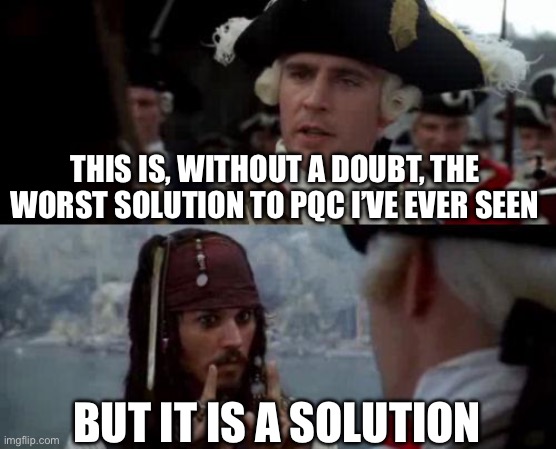 THIS IS, WITHOUT A DOUBT, THE
WORST SOLUTION TO PQC I'VE EVER SEEN
BUT IT IS A SOLUTION
imgflip.com